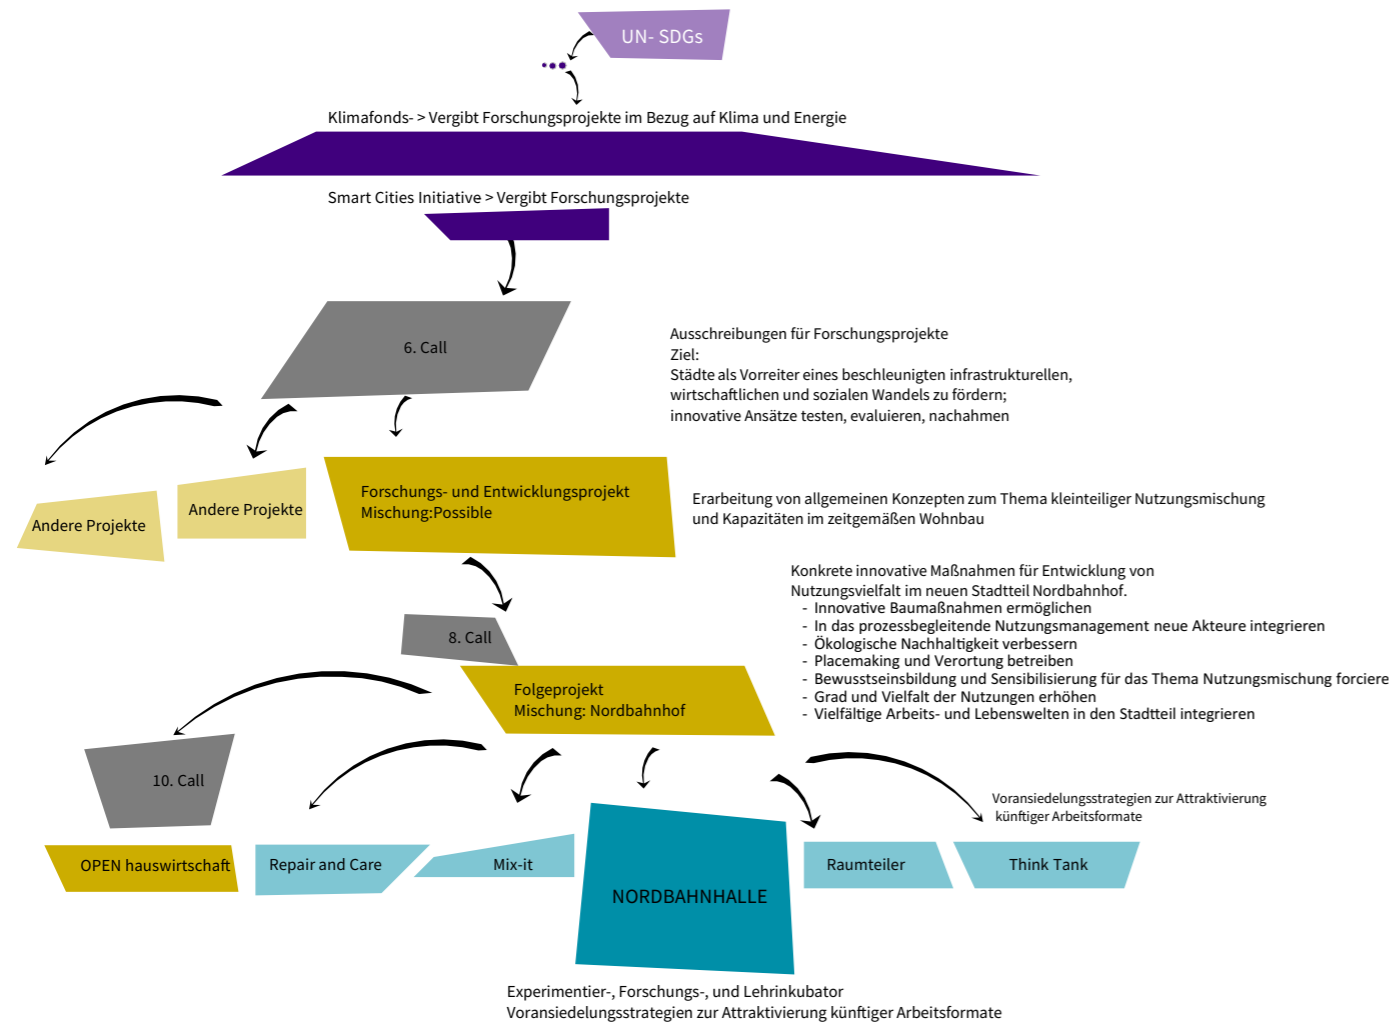 UN- SDGs
Klimafonds- > Vergibt Forschungsprojekte im Bezug auf Klima und Energie
Smart Cities Initiative > Vergibt Forschungsprojekte
6. Call
Ausschreibungen für Forschungsprojekte
Ziel:
Städte als Vorreiter eines beschleunigten infrastrukturellen,
wirtschaftlichen und sozialen Wandels zu fördern;
innovative Ansätze testen, evaluieren, nachahmen
Andere Projekte
Andere Projekte
Forschungs- und Entwicklungsprojekt
Mischung:Possible
Erarbeitung von allgemeinen Konzepten zum Thema kleinteiliger Nutzungsmischung
und Kapazitäten im zeitgemäßen Wohnbau
Konkrete innovative Maßnahmen für Entwicklung von
Nutzungsvielfalt im neuen Stadtteil Nordbahnhof.
- Innovative Baumaßnahmen ermöglichen
- In das prozessbegleitende Nutzungsmanagement neue Akteure integrieren
- Ökologische Nachhaltigkeit verbessern
- Placemaking und Verortung betreiben
- Bewusstseinsbildung und Sensibilisierung für das Thema Nutzungsmischung forciere
- Grad und Vielfalt der Nutzungen erhöhen
- Vielfältige Arbeits- und Lebenswelten in den Stadtteil integrieren
8. Call
Folgeprojekt
Mischung: Nordbahnhof
10. Call
Voransiedelungsstrategien zur Attraktivierung
künftiger Arbeitsformate
OPEN hauswirtschaft
Repair and Care
Mix-it
NORDBAHNHALLE
Raumteiler
Think Tank
Experimentier-, Forschungs-, und Lehrinkubator
Voransiedelungsstrategien zur Attraktivierung künftiger Arbeitsformate